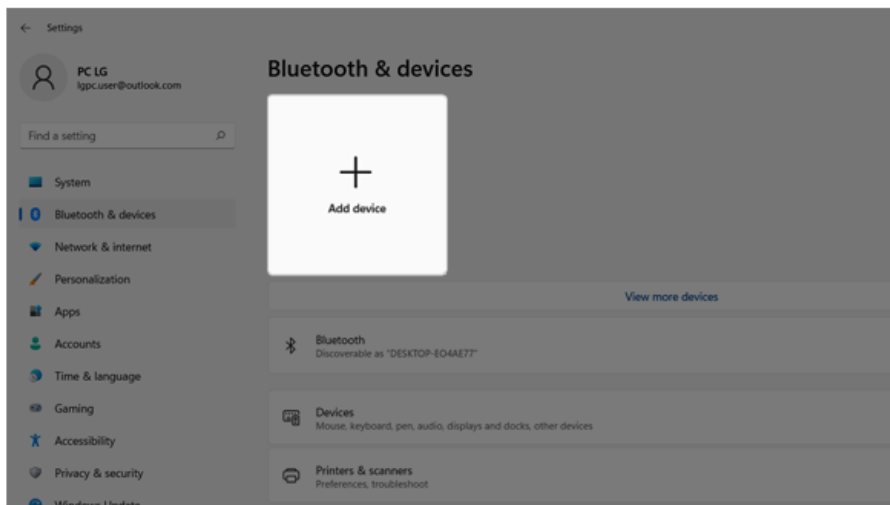 Settings
PC LG
lgpc.user@outlook.com
Find a setting
System
Bluetooth & devices
Network & internet
Personalization
Apps
Accounts
Time & language
Gaming
Accessibility
Privacy & security
Windows Update
Bluetooth & devices
Add device
View more devices
Bluetooth
Discoverable as "DESKTOP-EO4AE77"
Devices
Mouse, keyboard, pen, audio, displays and docks, other devices
Printers & scanners
Preferences, troubleshoot